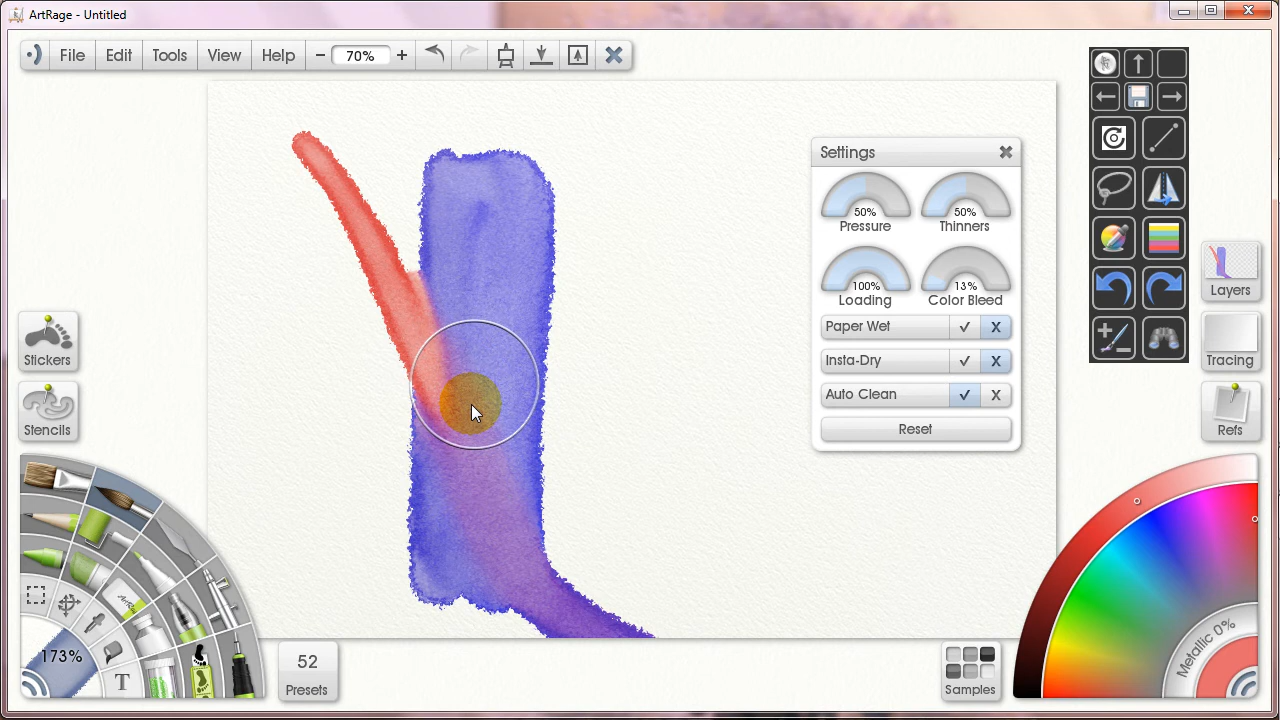 ArtRage - Untitled
File Edit Tools View Help − 70% +
Settings
50% 50%
Pressure Thinners
100% 13%
Loading Color Bleed
Paper Wet
Insta-Dry
Auto Clean
Reset
Layers
Tracing
Refs
Stickers
Stencils
173%
T
52
Presets
Samples
Metallic 0%